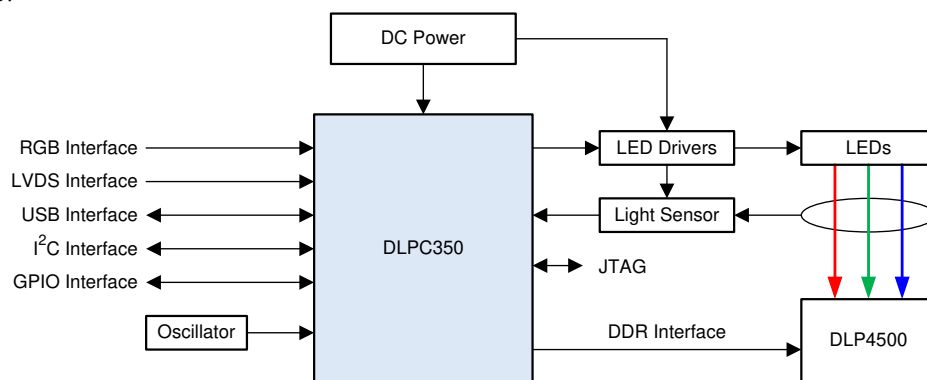 DC Power
RGB Interface
LED Drivers
LEDs
LVDS Interface
USB Interface
Light Sensor
I2C Interface
DLPC350
JTAG
GPIO Interface
Oscillator
DDR Interface
DLP4500